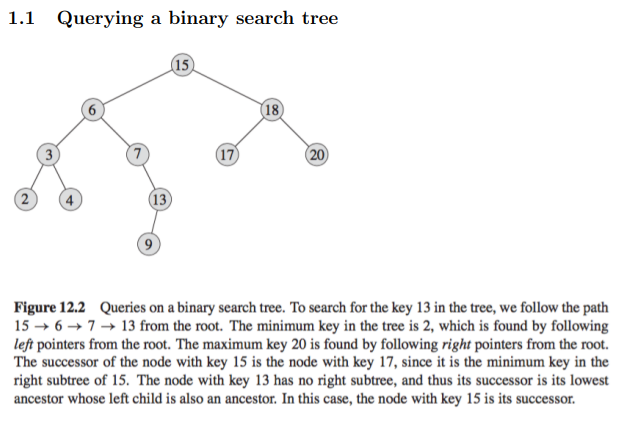 1.1 Querying a binary search tree
15
6
18
3
7
17
20
2
4
13
9
Figure 12.2 Queries on a binary search tree. To search for the key 13 in the tree, we follow the path
15 → 6 → 7 → 13 from the root. The minimum key in the tree is 2, which is found by following
left pointers from the root. The maximum key 20 is found by following right pointers from the root.
The successor of the node with key 15 is the node with key 17, since it is the minimum key in the
right subtree of 15. The node with key 13 has no right subtree, and thus its successor is its lowest
ancestor whose left child is also an ancestor. In this case, the node with key 15 is its successor.